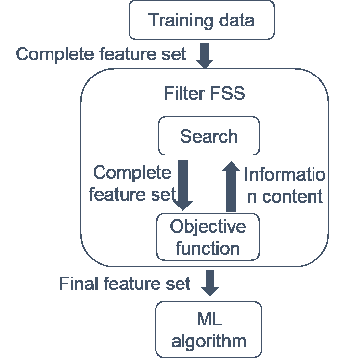 Training data
Complete feature set
Filter FSS
Search
Complete
feature set
Informatio
n content
Objective
function
Final feature set
ML
algorithm